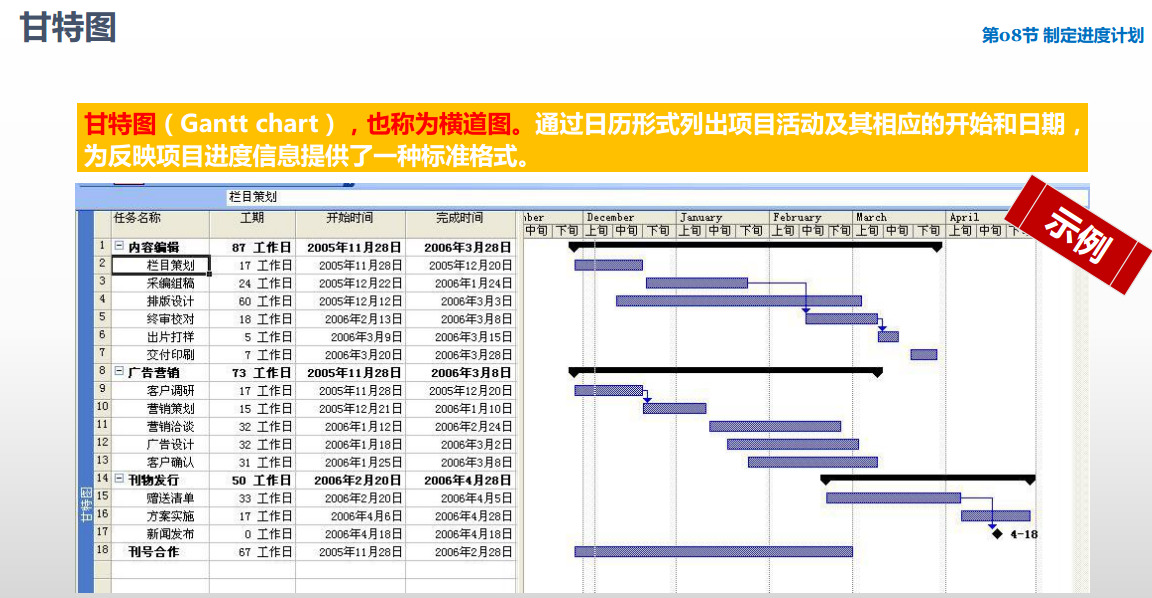 甘特图
第08节 制定进度计划
甘特图（Gantt chart），也称为横道图。通过日历形式列出项目活动及其相应的开始和日期，
为反映项目进度信息提供了一种标准格式。
示例
栏目策划
任务名称 工期 开始时间 完成时间 ber December January February March April
中旬 下旬 上旬 中旬 下旬 上旬 中旬 下旬 上旬 中旬 下旬 上旬 中旬 下旬 上旬 中旬
1 内容编辑 87 工作日 2005年11月28日 2006年3月28日
2 栏目策划 17 工作日 2005年11月28日 2005年12月20日
3 采编组稿 24 工作日 2005年12月22日 2006年1月24日
4 排版设计 60 工作日 2005年12月12日 2006年3月3日
5 终审校对 18 工作日 2006年2月13日 2006年3月8日
6 出片打样 5 工作日 2006年3月9日 2006年3月15日
7 交付印刷 7 工作日 2006年3月20日 2006年3月28日
8 广告营销 73 工作日 2005年11月28日 2006年3月8日
9 客户调研 17 工作日 2005年11月28日 2005年12月20日
10 营销策划 15 工作日 2005年12月21日 2006年1月10日
11 营销洽谈 32 工作日 2006年1月12日 2006年2月24日
12 广告设计 32 工作日 2006年1月18日 2006年3月2日
13 客户确认 31 工作日 2006年1月25日 2006年3月8日
14 刊物发行 50 工作日 2006年2月20日 2006年4月28日
15 赠送清单 33 工作日 2006年2月20日 2006年4月5日
16 方案实施 17 工作日 2006年4月6日 2006年4月28日
17 新闻发布 0 工作日 2006年4月18日 2006年4月18日 4-18
18 刊号合作 67 工作日 2005年11月28日 2006年2月28日
甘特图